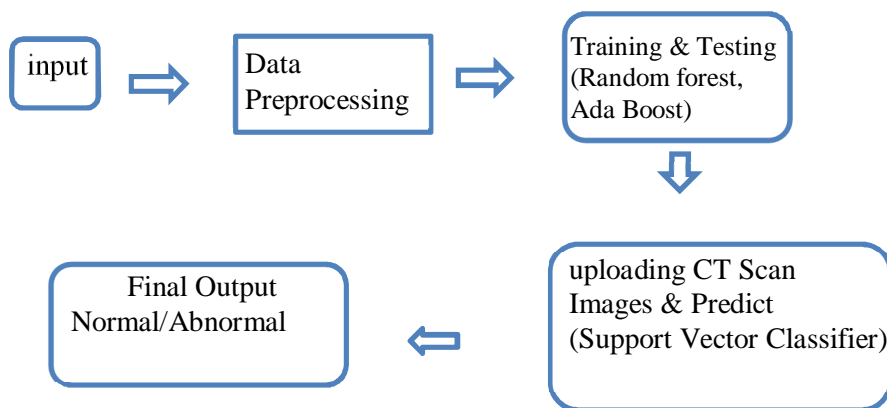 input
Data
Preprocessing
Training & Testing
(Random forest,
Ada Boost)
uploading CT Scan
Images & Predict
(Support Vector Classifier)
Final Output
Normal/Abnormal